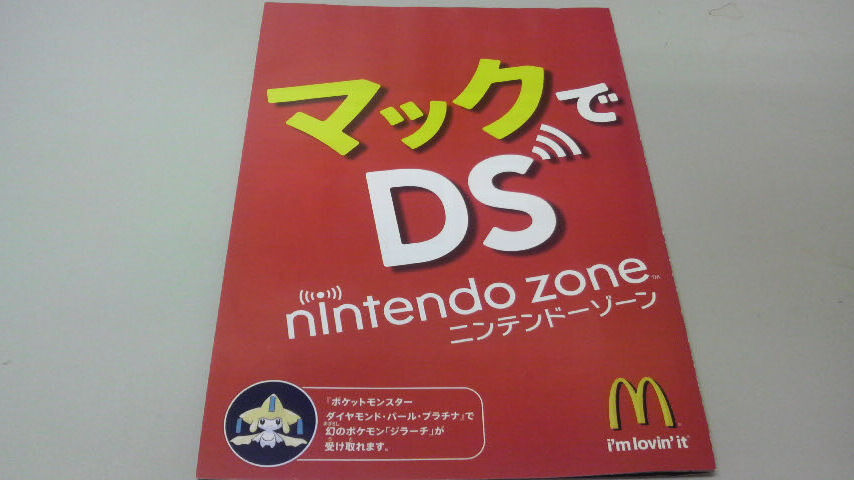 マックで
DS
nintendo zone™
ニンテンドーゾーン
『ポケットモンスター
ダイヤモンド・パール・プラチナ』で
幻のポケモン「ジラーチ」が
受け取れます。
i'm lovin' it